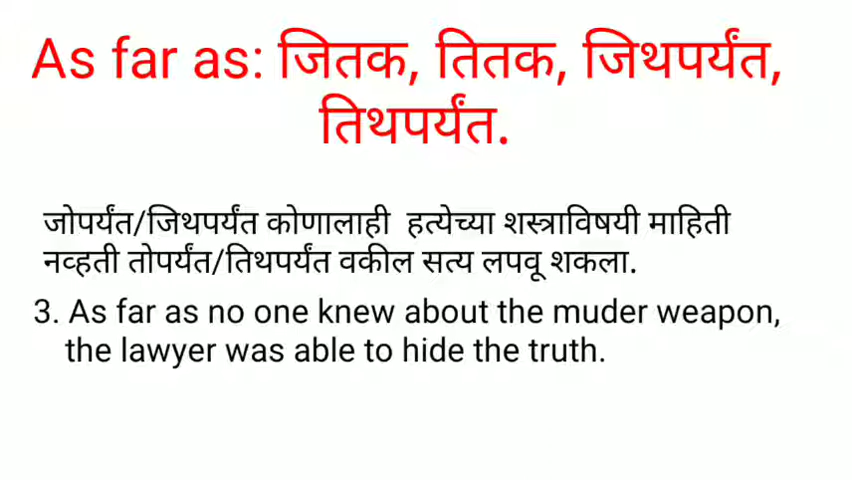 As far as: जितक, तितक, जिथपर्यंत,
तिथपर्यंत.
जोपर्यंत/जिथपर्यंत कोणालाही हत्येच्या शस्त्राविषयी माहिती
नव्हती तोपर्यंत/तिथपर्यंत वकील सत्य लपवू शकला.
3. As far as no one knew about the muder weapon,
the lawyer was able to hide the truth.